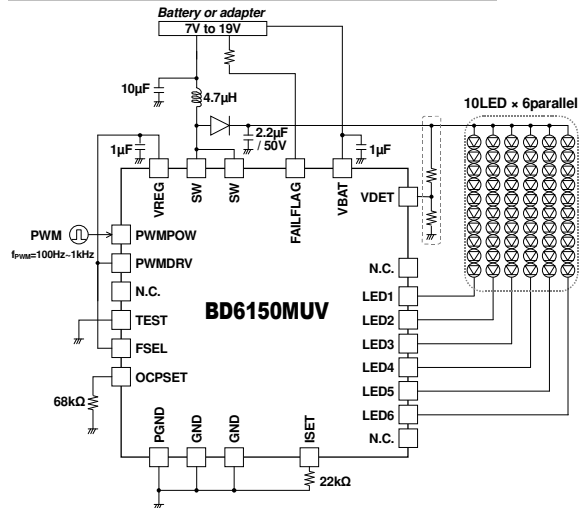 Battery or adapter
7V to 19V
10µF
4.7µH
10LED × 6parallel
1µF
2.2µF
/ 50V
1µF
VREG
SW
SW
FAILFLAG
VBAT
VDET
PWM
PWMPOW
fPWM=100Hz~1kHz
PWMDRV
N.C.
N.C.
LED1
TEST
BD6150MUV
LED2
FSEL
LED3
LED4
OCPSET
LED5
68kΩ
LED6
PGND
GND
GND
ISET
N.C.
22kΩ